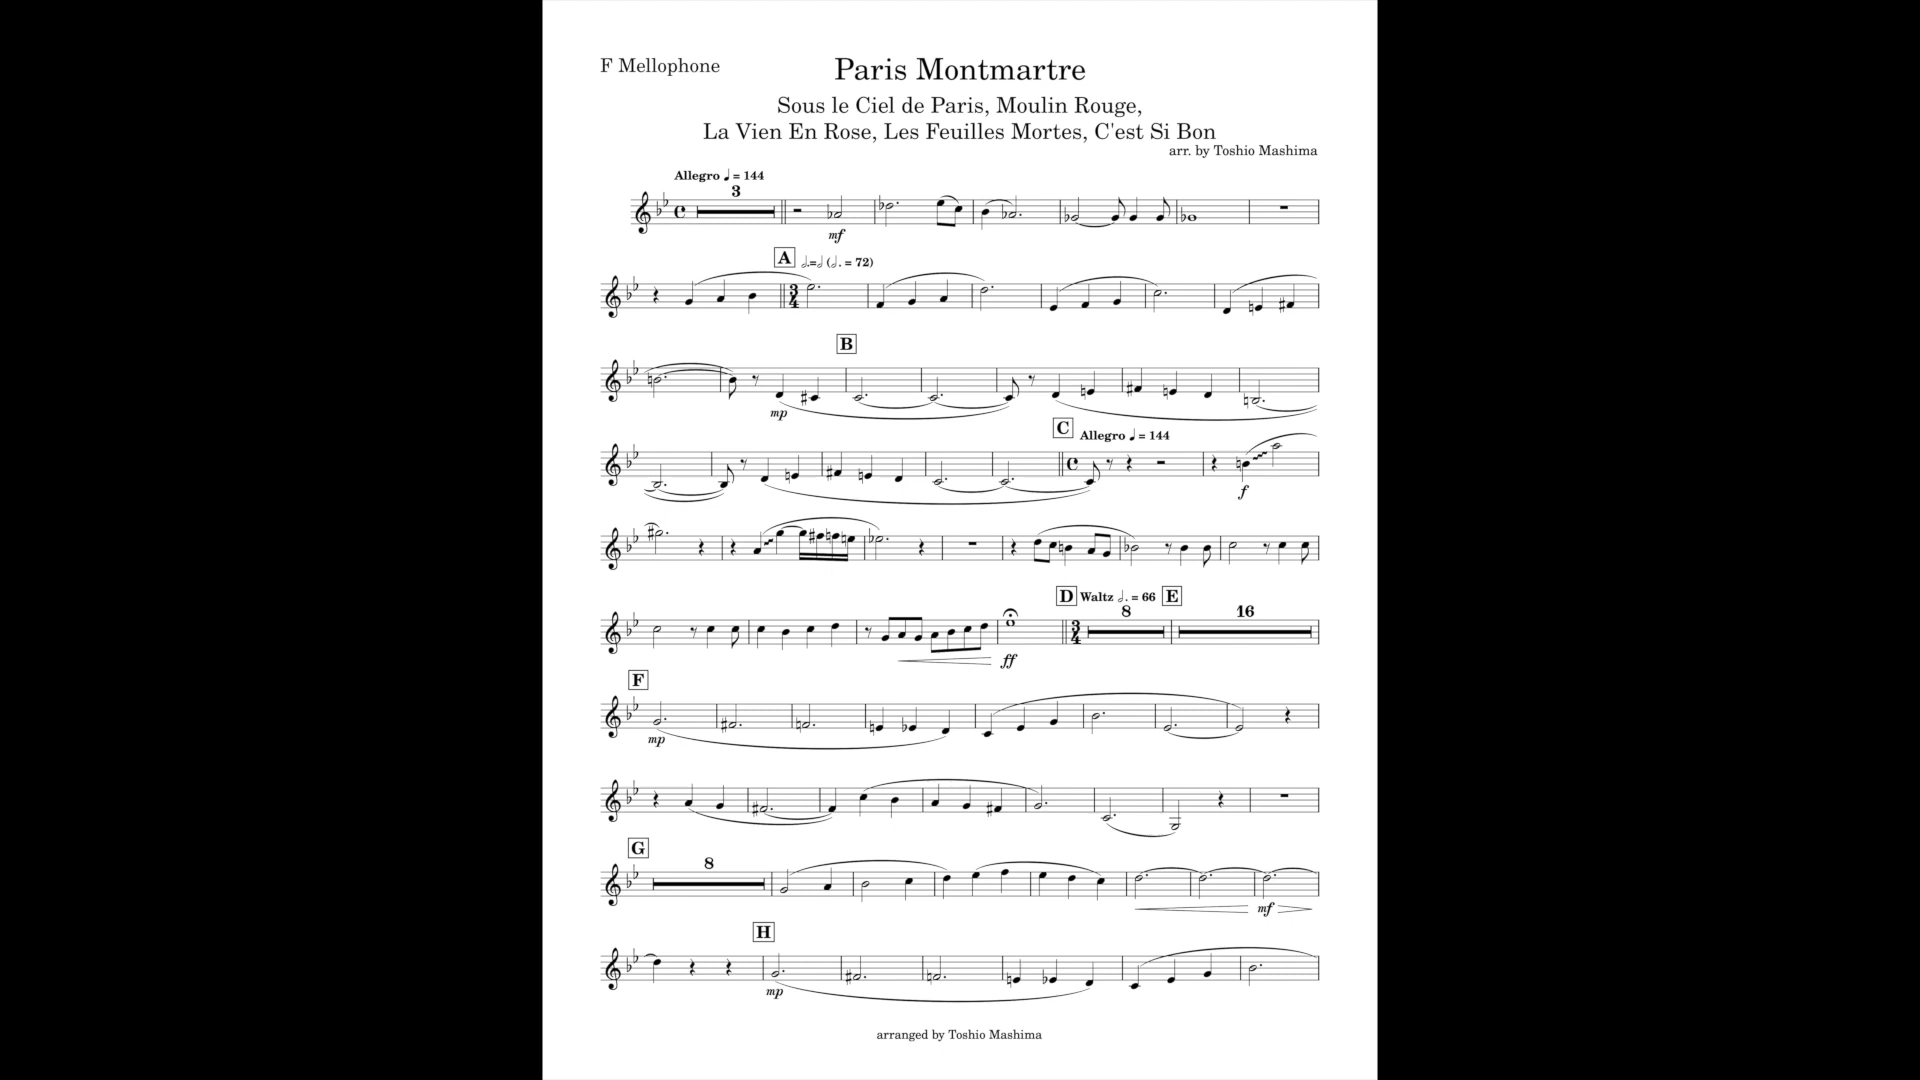 F Mellophone
Paris Montmartre
Sous le Ciel de Paris, Moulin Rouge,
La Vien En Rose, Les Feuilles Mortes, C'est Si Bon
arr. by Toshio Mashima
Allegro ♩ = 144
3
mf
A 𝅗𝅥.=𝅗𝅥 (𝅗𝅥. = 72)
3
4
B
mp
C Allegro ♩ = 144
f
D Waltz 𝅗𝅥. = 66 E
8 16
3
4
ff
F
mp
G
8
mf
H
mp
arranged by Toshio Mashima